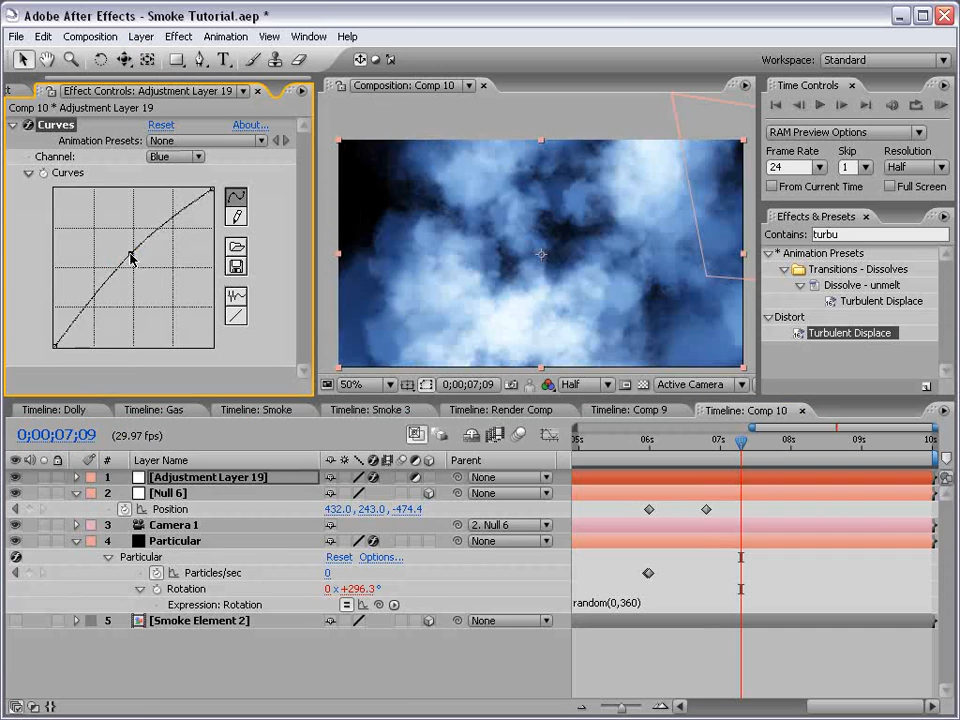 Adobe After Effects - Smoke Tutorial.aep *
File Edit Composition Layer Effect Animation View Window Help
Workspace: Standard
Effect Controls: Adjustment Layer 19
Comp 10 * Adjustment Layer 19
Curves Reset About...
Animation Presets: None
Channel: Blue
Curves
Composition: Comp 10
50% 0;00;07;09 Half Active Camera
Time Controls
RAM Preview Options
Frame Rate Skip Resolution
24 1 Half
From Current Time Full Screen
Effects & Presets
Contains: turbu
* Animation Presets
Transitions - Dissolves
Dissolve - unmelt
Turbulent Displace
Distort
Turbulent Displace
Timeline: Dolly Timeline: Gas Timeline: Smoke Timeline: Smoke 3 Timeline: Render Comp Timeline: Comp 9 Timeline: Comp 10
0;00;07;09 (29.97 fps)
05s 06s 07s 08s 09s 10s
# Layer Name Parent
1 [Adjustment Layer 19] None
2 [Null 6] None
Position 432.0, 243.0, -474.4
3 Camera 1 2. Null 6
4 Particular None
Particular Reset Options...
Particles/sec 0
Rotation 0 x +296.3°
Expression: Rotation random(0,360)
5 [Smoke Element 2] None